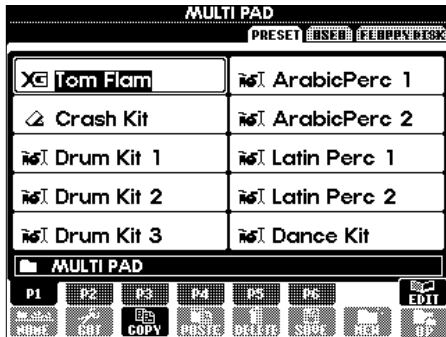 MULTI PAD
PRESET USER FLOPPY DISK
XG Tom Flam
ArabicPerc 1
Crash Kit
ArabicPerc 2
Drum Kit 1
Latin Perc 1
Drum Kit 2
Latin Perc 2
Drum Kit 3
Dance Kit
MULTI PAD
P1 P2 P3 P4 P5 P6
EDIT
NAME CUT COPY PASTE DELETE SAVE NEW UP